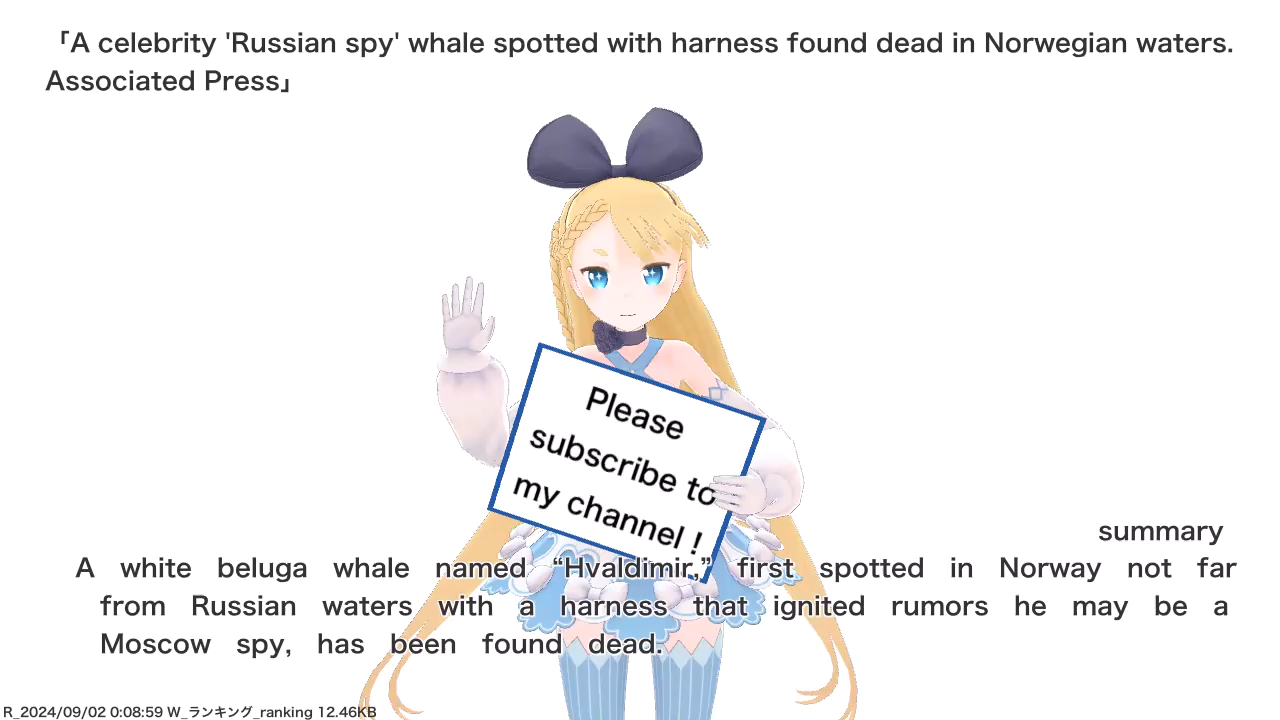 「A celebrity 'Russian spy' whale spotted with harness found dead in Norwegian waters.
Associated Press」
Please
subscribe to
my channel !
summary
A white beluga whale named “Hvaldimir,” first spotted in Norway not far
from Russian waters with a harness that ignited rumors he may be a
Moscow spy, has been found dead.
R_2024/09/02 0:08:59 W_ランキング_ranking 12.46KB